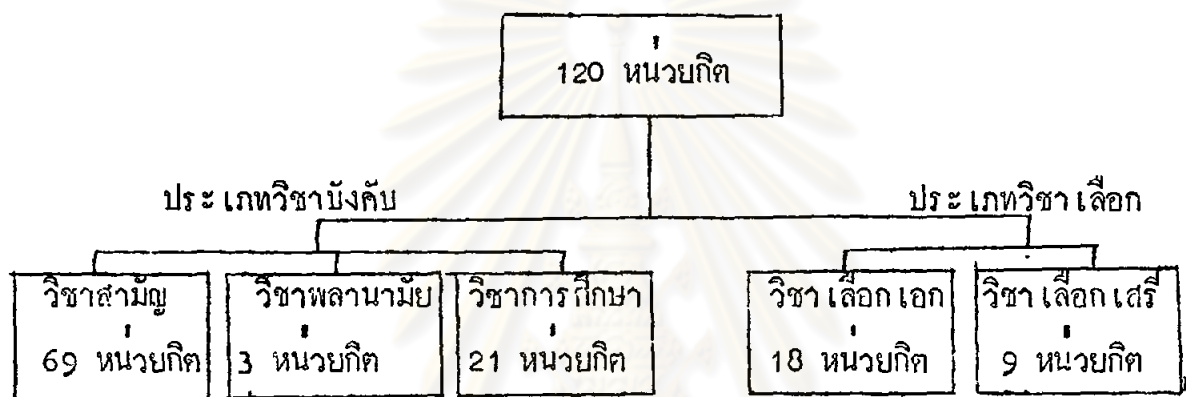 120 หน่วยกิต
ประเภทวิชาบังคับ
ประเภทวิชาเลือก
วิชาสามัญ
69 หน่วยกิต
วิชาพลานามัย
3 หน่วยกิต
วิชาการศึกษา
21 หน่วยกิต
วิชาเลือกเอก
18 หน่วยกิต
วิชาเลือกเสรี
9 หน่วยกิต